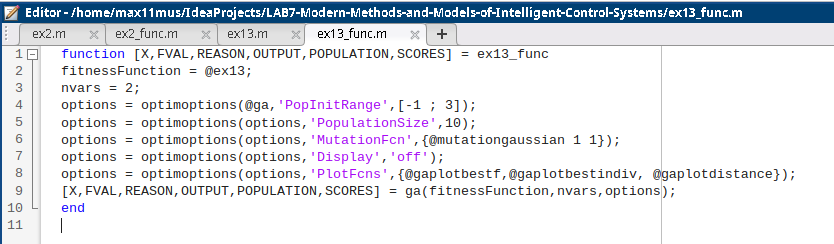 Editor - /home/max11mus/IdeaProjects/LAB7-Modern-Methods-and-Models-of-Intelligent-Control-Systems/ex13_func.m
ex2.m ex2_func.m ex13.m ex13_func.m
1 function [X,FVAL,REASON,OUTPUT,POPULATION,SCORES] = ex13_func
2 fitnessFunction = @ex13;
3 nvars = 2;
4 options = optimoptions(@ga,'PopInitRange',[-1 ; 3]);
5 options = optimoptions(options,'PopulationSize',10);
6 options = optimoptions(options,'MutationFcn',{@mutationgaussian 1 1});
7 options = optimoptions(options,'Display','off');
8 options = optimoptions(options,'PlotFcns',{@gaplotbestf,@gaplotbestindiv, @gaplotdistance});
9 [X,FVAL,REASON,OUTPUT,POPULATION,SCORES] = ga(fitnessFunction,nvars,options);
10 end
11